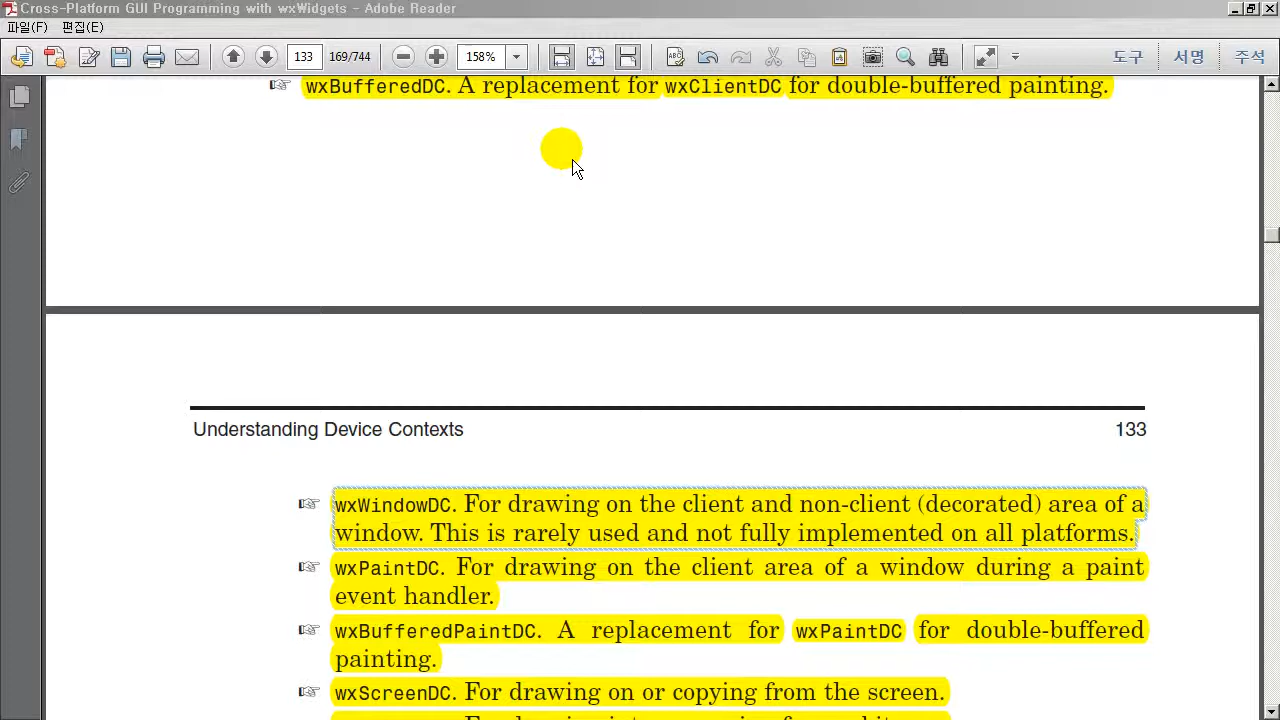 Cross-Platform GUI Programming with wxWidgets - Adobe Reader
파일(F) 편집(E)
133 169/744 158% 도구 서명 주석
wxBufferedDC. A replacement for wxClientDC for double-buffered painting.
Understanding Device Contexts 133
wxWindowDC. For drawing on the client and non-client (decorated) area of a
window. This is rarely used and not fully implemented on all platforms.
wxPaintDC. For drawing on the client area of a window during a paint
event handler.
wxBufferedPaintDC. A replacement for wxPaintDC for double-buffered
painting.
wxScreenDC. For drawing on or copying from the screen.